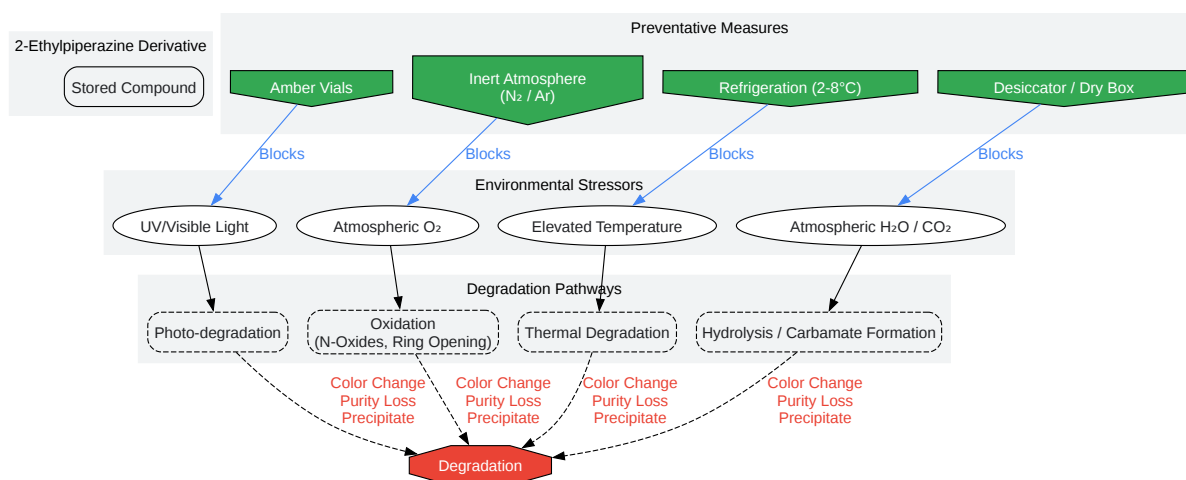 Preventative Measures
2-Ethylpiperazine Derivative
Stored Compound
Amber Vials
Inert Atmosphere
(N₂ / Ar)
Refrigeration (2-8°C)
Desiccator / Dry Box
Blocks
Blocks
Blocks
Blocks
Environmental Stressors
UV/Visible Light
Atmospheric O₂
Elevated Temperature
Atmospheric H₂O / CO₂
Degradation Pathways
Photo-degradation
Oxidation
(N-Oxides, Ring Opening)
Thermal Degradation
Hydrolysis / Carbamate Formation
Color Change
Purity Loss
Precipitate
Color Change
Purity Loss
Precipitate
Color Change
Purity Loss
Precipitate
Color Change
Purity Loss
Precipitate
Degradation